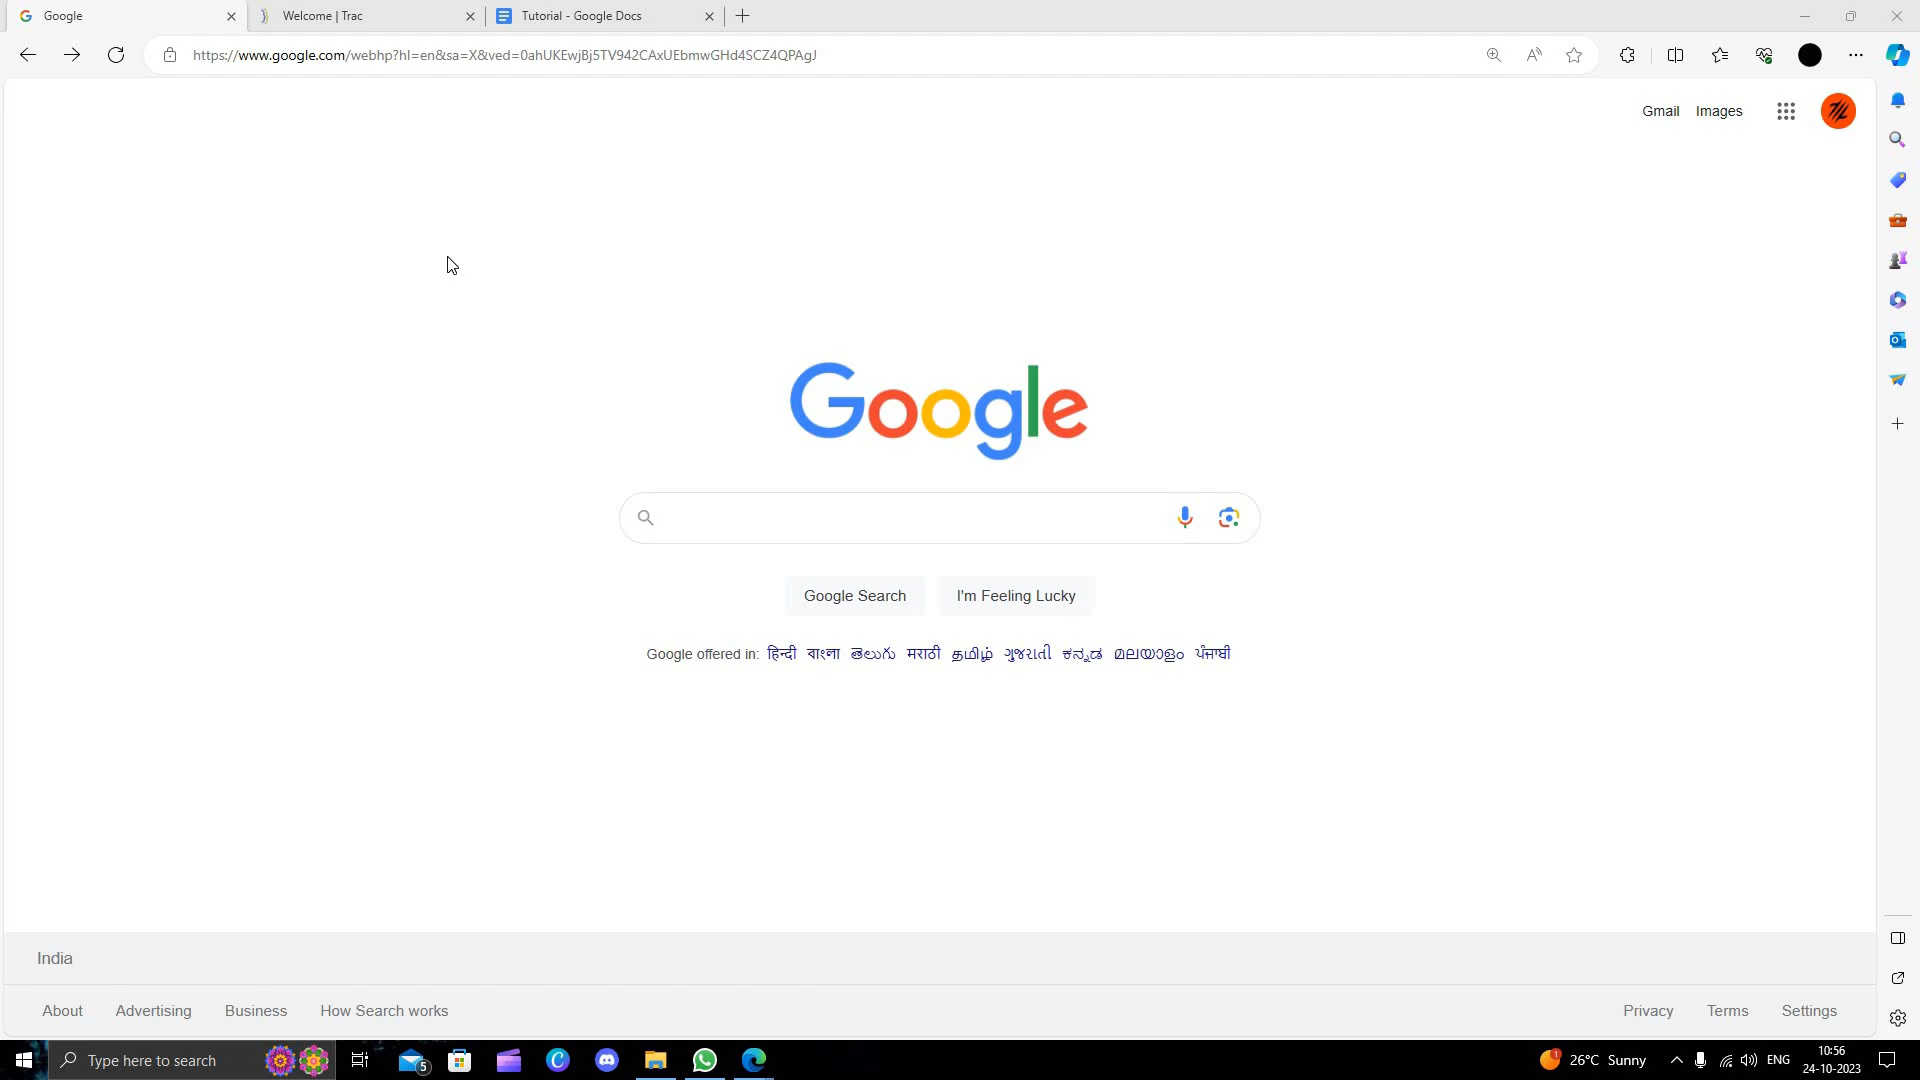 Google
Welcome | Trac
Tutorial - Google Docs
https://www.google.com/webhp?hl=en&sa=X&ved=0ahUKEwjBj5TV942CAxUEbmwGHd4SCZ4QPAgJ
Gmail Images
Google
Google Search I'm Feeling Lucky
Google offered in: हिन्दी বাংলা తెలుగు मराठी தமிழ் ગુજરાતી ಕನ್ನಡ മലയാളം ਪੰਜਾਬੀ
India
About Advertising Business How Search works Privacy Terms Settings
Type here to search
5
1
26°C Sunny
ENG
10:56
24-10-2023